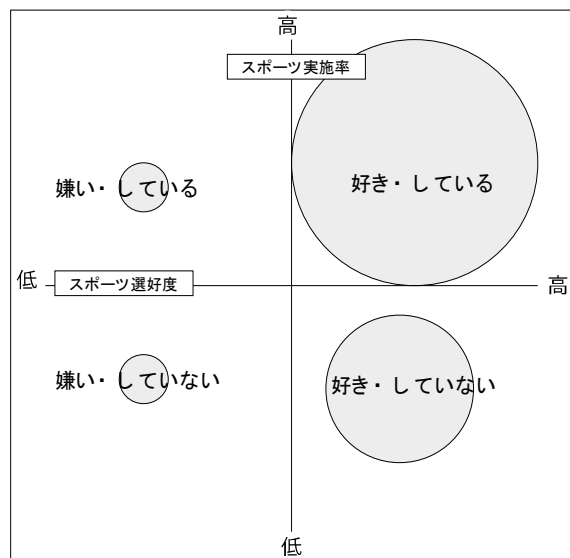 高
スポーツ実施率
嫌い・している
好き・している
低
スポーツ選好度
高
嫌い・していない
好き・していない
低